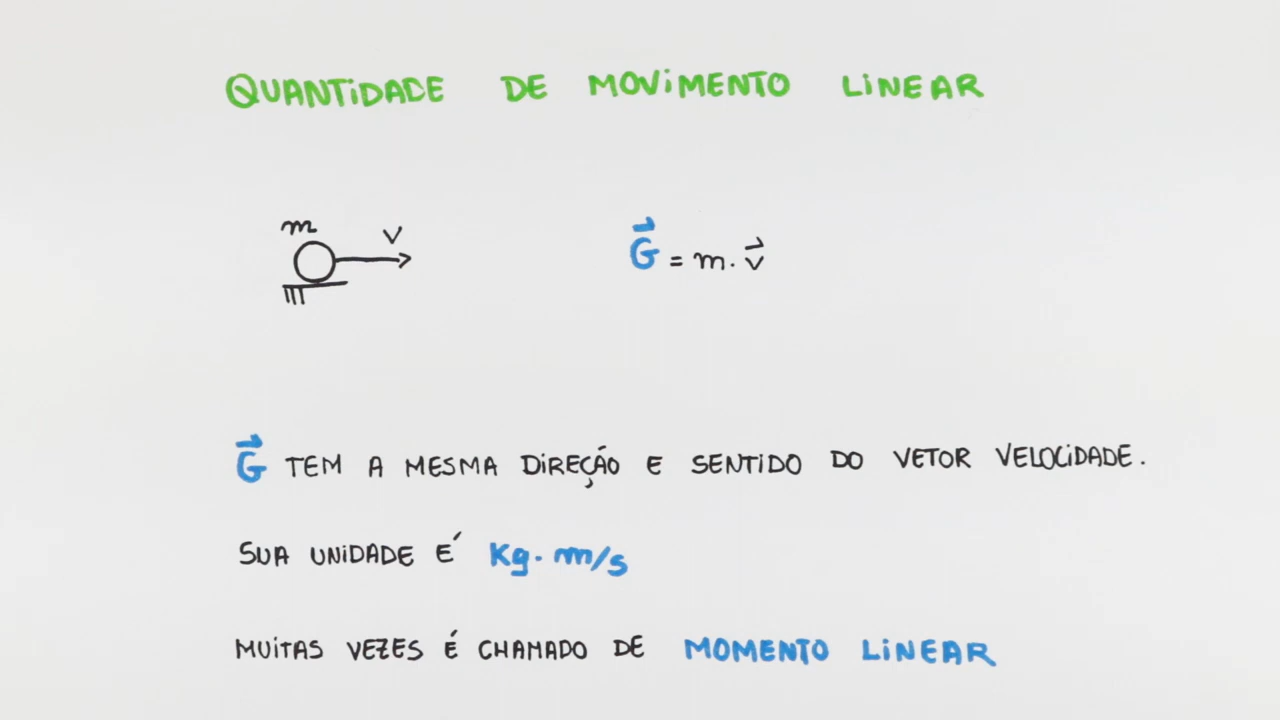 QUANTIDADE DE MOVIMENTO LINEAR
m
v
G⃗ = m . v⃗
G⃗ TEM A MESMA DIREÇÃO E SENTIDO DO VETOR VELOCIDADE.
SUA UNIDADE É Kg. m/s
MUITAS VEZES É CHAMADO DE MOMENTO LINEAR